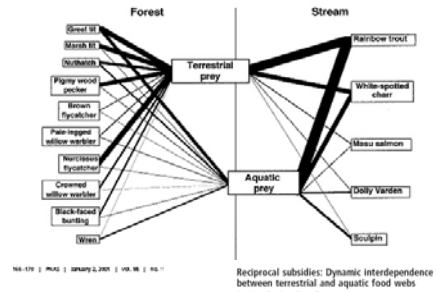 Forest
Stream
Great tit
Marsh tit
Nuthatch
Pigmy wood
pecker
Brown
flycatcher
Pale-legged
willow warbler
Narcissus
flycatcher
Crowned
willow warbler
Black-faced
bunting
Wren
Terrestrial
prey
Aquatic
prey
Rainbow trout
White-spotted
charr
Masu salmon
Dolly Varden
Sculpin
166–170 | PNAS | January 2, 2001 | vol. 98 | no. 1
Reciprocal subsidies: Dynamic interdependence
between terrestrial and aquatic food webs